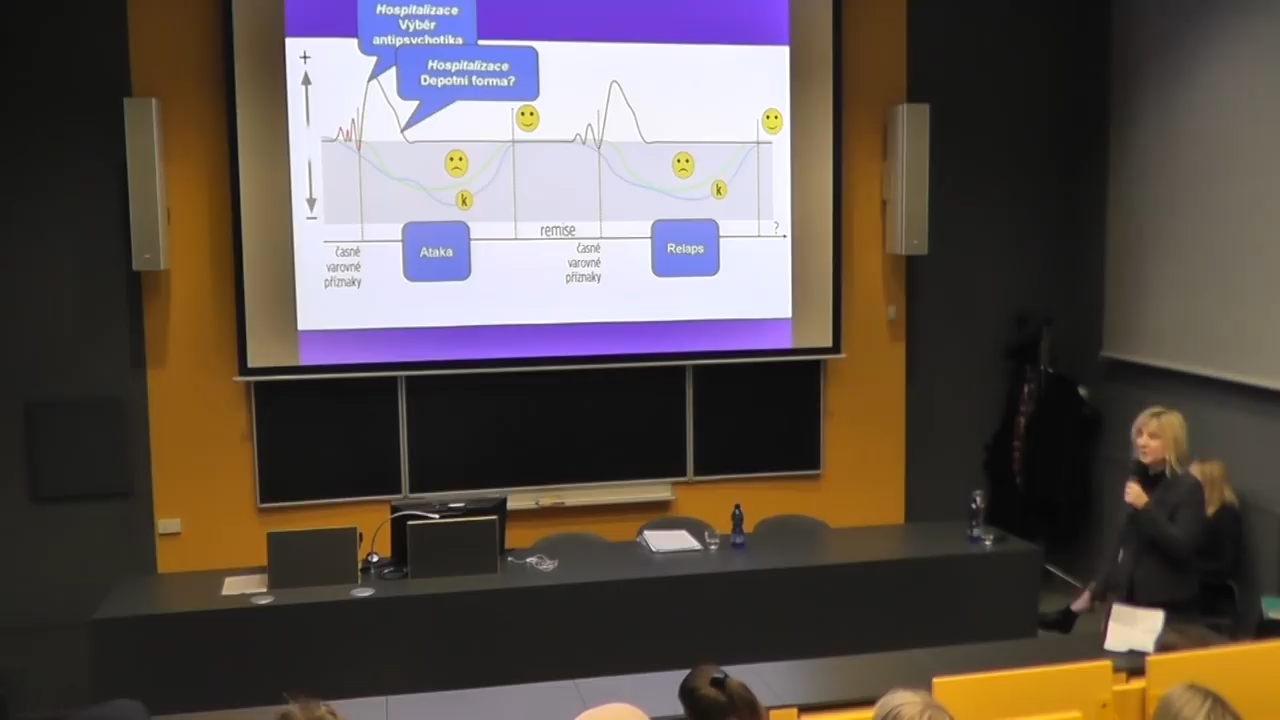 Hospitalizace
Výběr
antipsychotika
Hospitalizace
Depotní forma?
+
k
k
–
remise
?
časné
varovné
příznaky
Ataka
časné
varovné
příznaky
Relaps